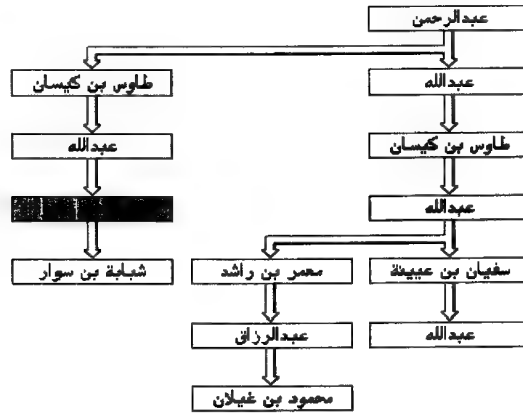 عبدالرحمن
طاوس بن كيسان
عبدالله
عبدالله
طاوس بن كيسان
عبدالله
شبابة بن سوار
معمر بن راشد
سفيان بن عيينة
عبدالرزاق
عبدالله
محمود بن غيلان